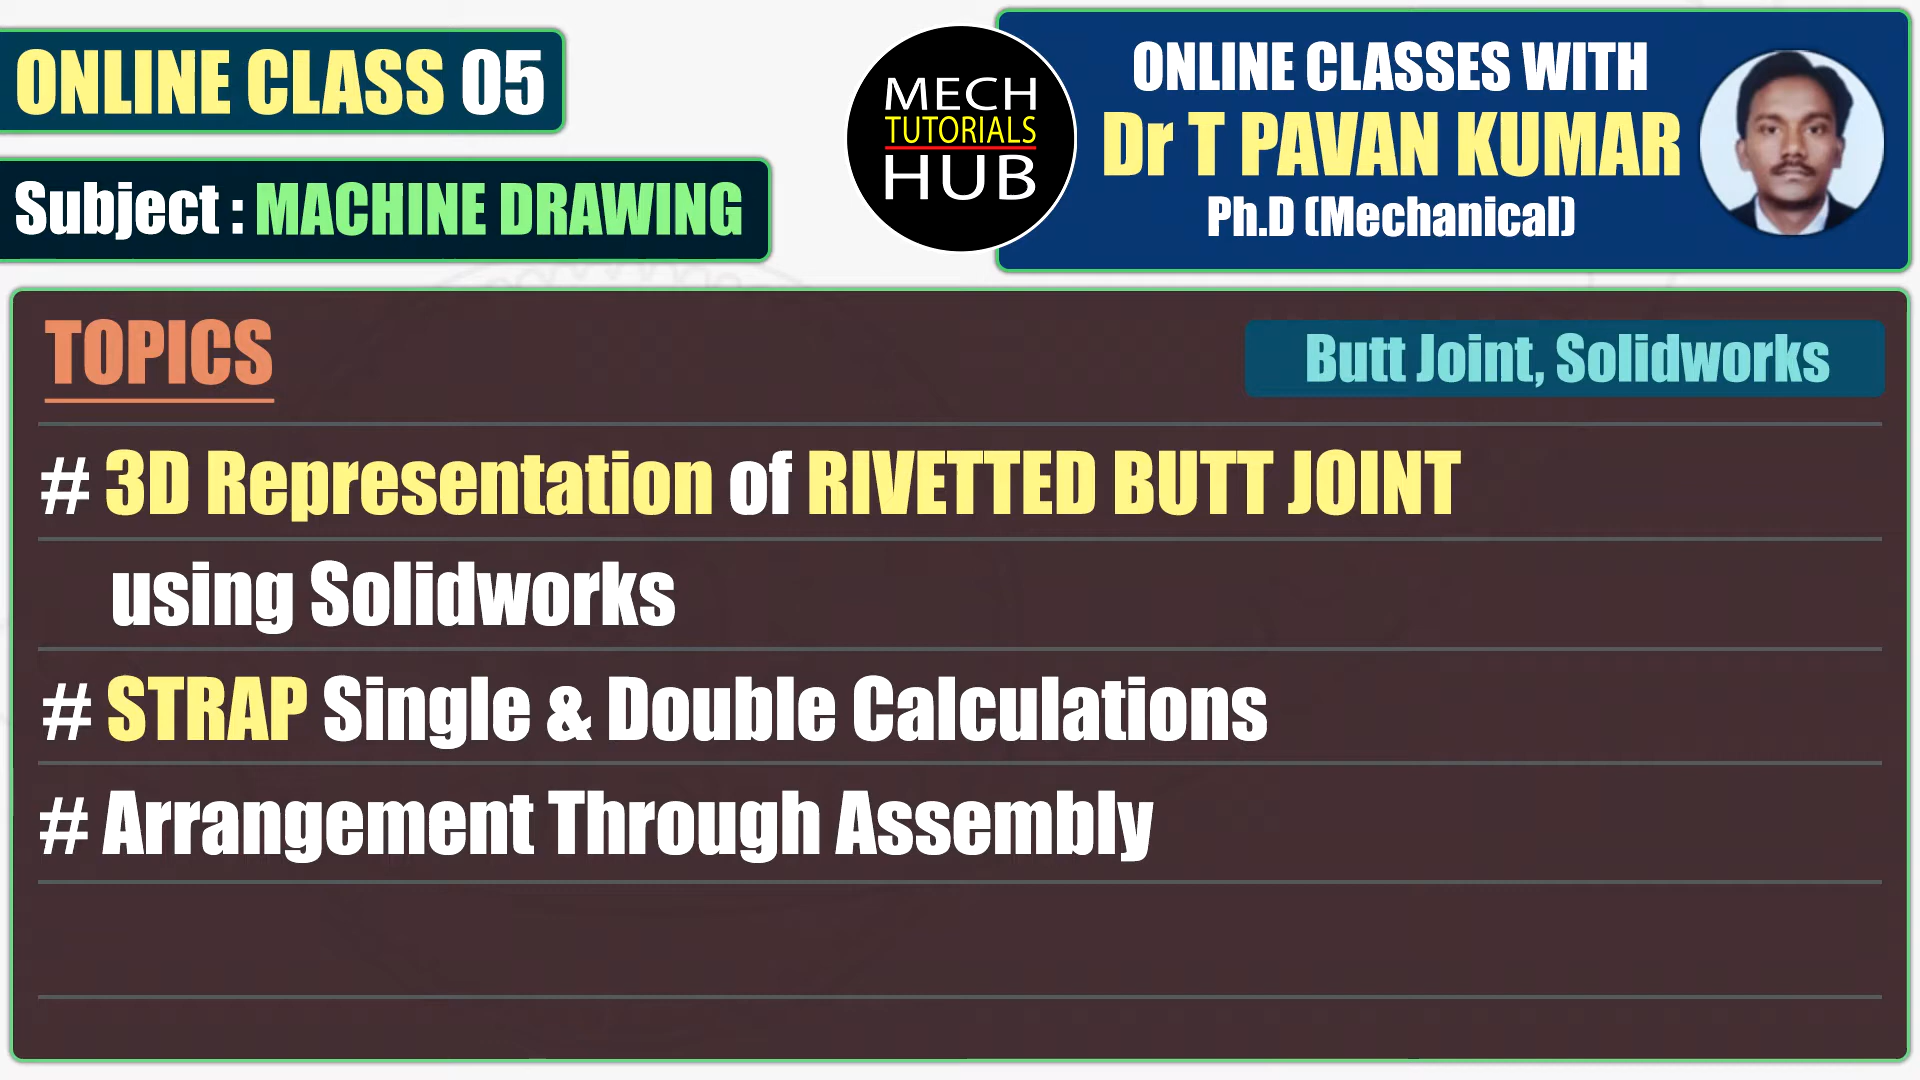 ONLINE CLASS 05
Subject : MACHINE DRAWING
MECH
TUTORIALS
HUB
ONLINE CLASSES WITH
Dr T PAVAN KUMAR
Ph.D (Mechanical)
TOPICS
Butt Joint, Solidworks
# 3D Representation of RIVETTED BUTT JOINT
using Solidworks
# STRAP Single & Double Calculations
# Arrangement Through Assembly